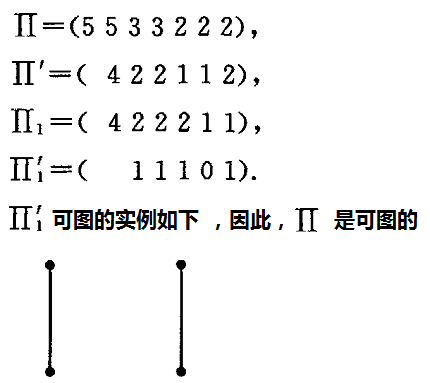 ∏=(5 5 3 3 2 2 2),
∏′=( 4 2 2 1 1 2),
∏₁=( 4 2 2 2 1 1),
∏₁′=( 1 1 1 0 1).
∏₁′ 可图的实例如下 ，因此，∏ 是可图的